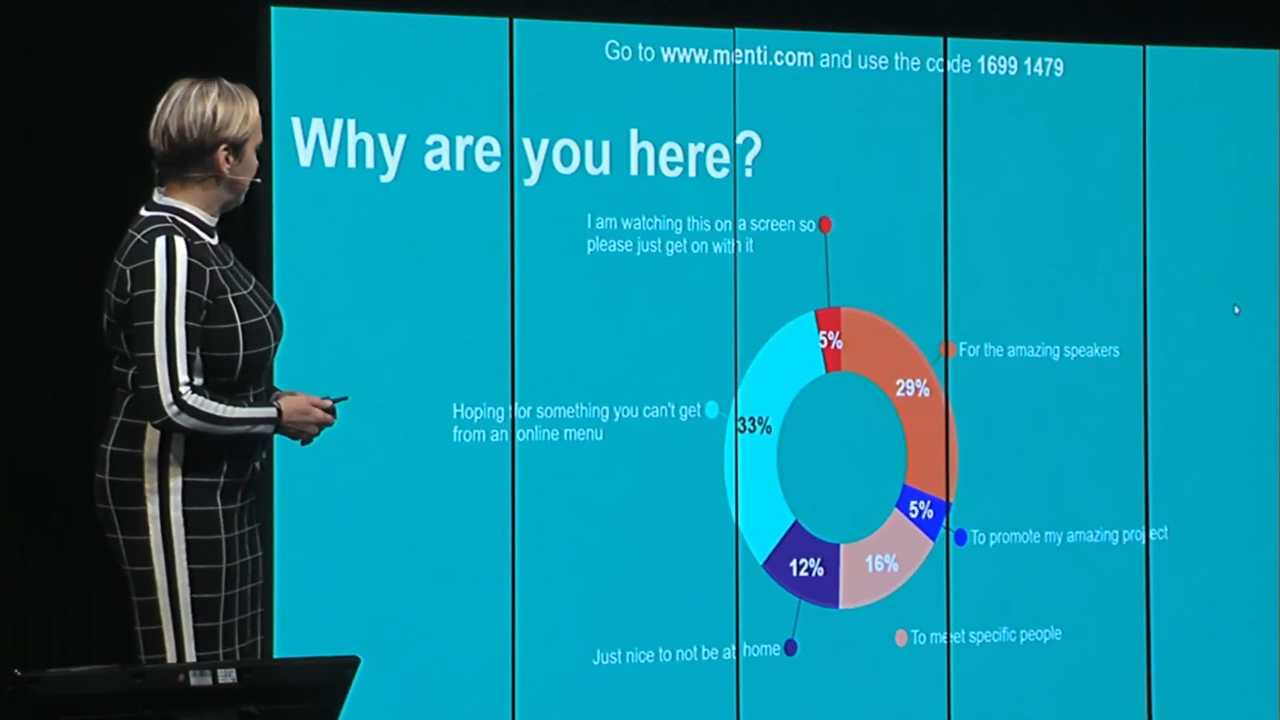 Go to www.menti.com and use the code 1699 1479
Why are you here?
I am watching this on a screen so
please just get on with it
5%
For the amazing speakers
29%
Hoping for something you can't get
from an online menu
33%
5%
To promote my amazing project
12%
16%
To meet specific people
Just nice to not be at home